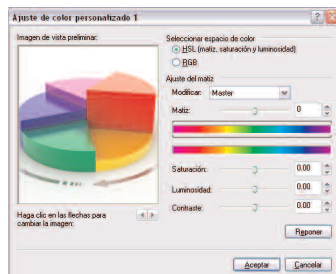 Ajuste de color personalizado 1
Imagen de vista preliminar:
Haga clic en las flechas para
cambiar la imagen:
Seleccionar espacio de color
HSL (matiz, saturación y luminosidad)
RGB
Ajuste del matiz
Modificar: Master
Matiz: 0
Saturación: 0.00
Luminosidad: 0.00
Contraste: 0.00
Reponer
Aceptar Cancelar